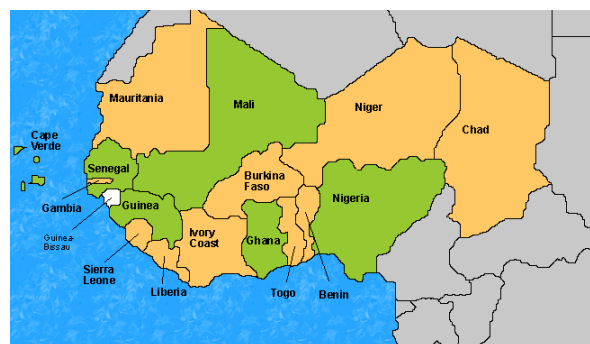 Mauritania
Mali
Niger
Chad
Cape
Verde
Senegal
Burkina
Faso
Gambia
Guinea
Nigeria
Guinea-
Bissau
Ivory
Coast
Ghana
Sierra
Leone
Liberia
Togo
Benin